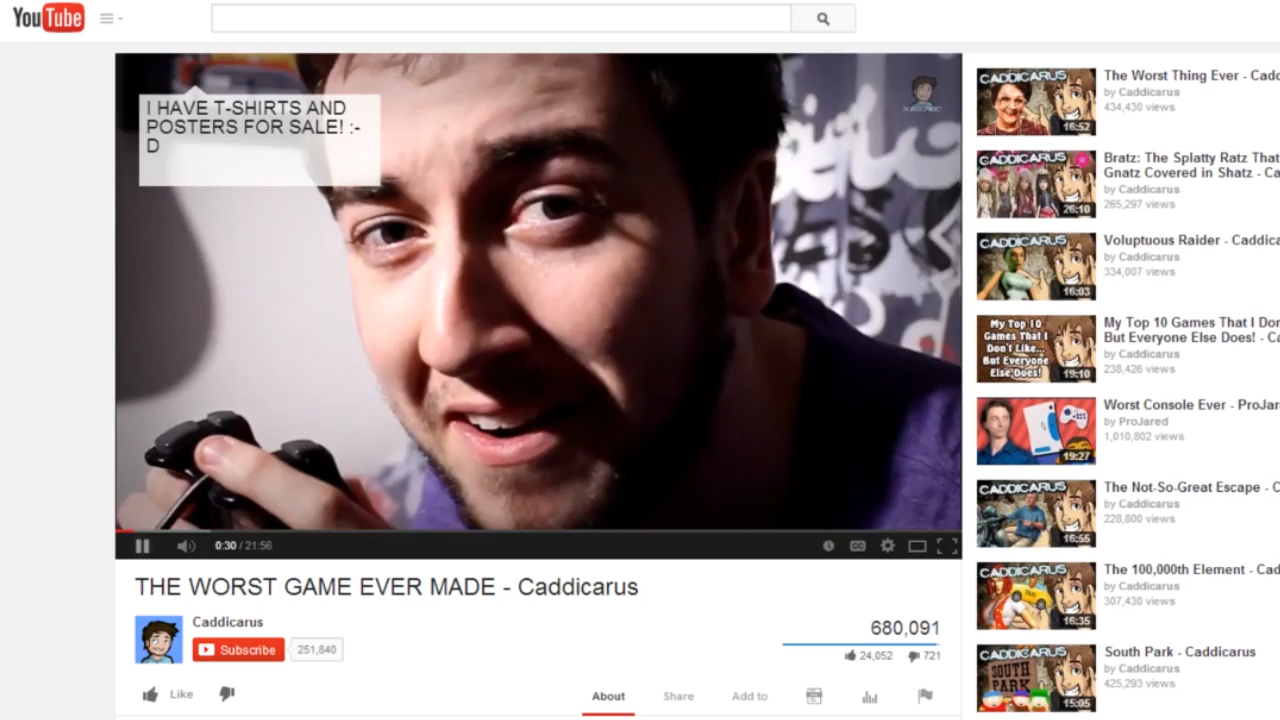 YouTube
I HAVE T-SHIRTS AND
POSTERS FOR SALE! :-
D
SUBSCRIBE!
0:30 / 21:56
CC
THE WORST GAME EVER MADE - Caddicarus
Caddicarus
Subscribe 251,840
680,091
24,052 721
Like
About Share Add to
CADDICARUS
16:52
The Worst Thing Ever - Cadd
by Caddicarus
434,430 views
CADDICARUS
26:10
Bratz: The Splatty Ratz That
Gnatz Covered in Shatz - Ca
by Caddicarus
265,297 views
CADDICARUS
16:03
Voluptuous Raider - Caddica
by Caddicarus
334,007 views
My Top 10
Games That I
Don't Like...
But Everyone
Else Does!
19:10
My Top 10 Games That I Don
But Everyone Else Does! - Ca
by Caddicarus
238,426 views
19:27
Worst Console Ever - ProJar
by ProJared
1,010,802 views
CADDICARUS
16:55
The Not-So-Great Escape - C
by Caddicarus
226,800 views
CADDICARUS
TAXI
16:35
The 100,000th Element - Cad
by Caddicarus
307,430 views
CADDICARUS
SOUTH
PARK
15:05
South Park - Caddicarus
by Caddicarus
425,293 views